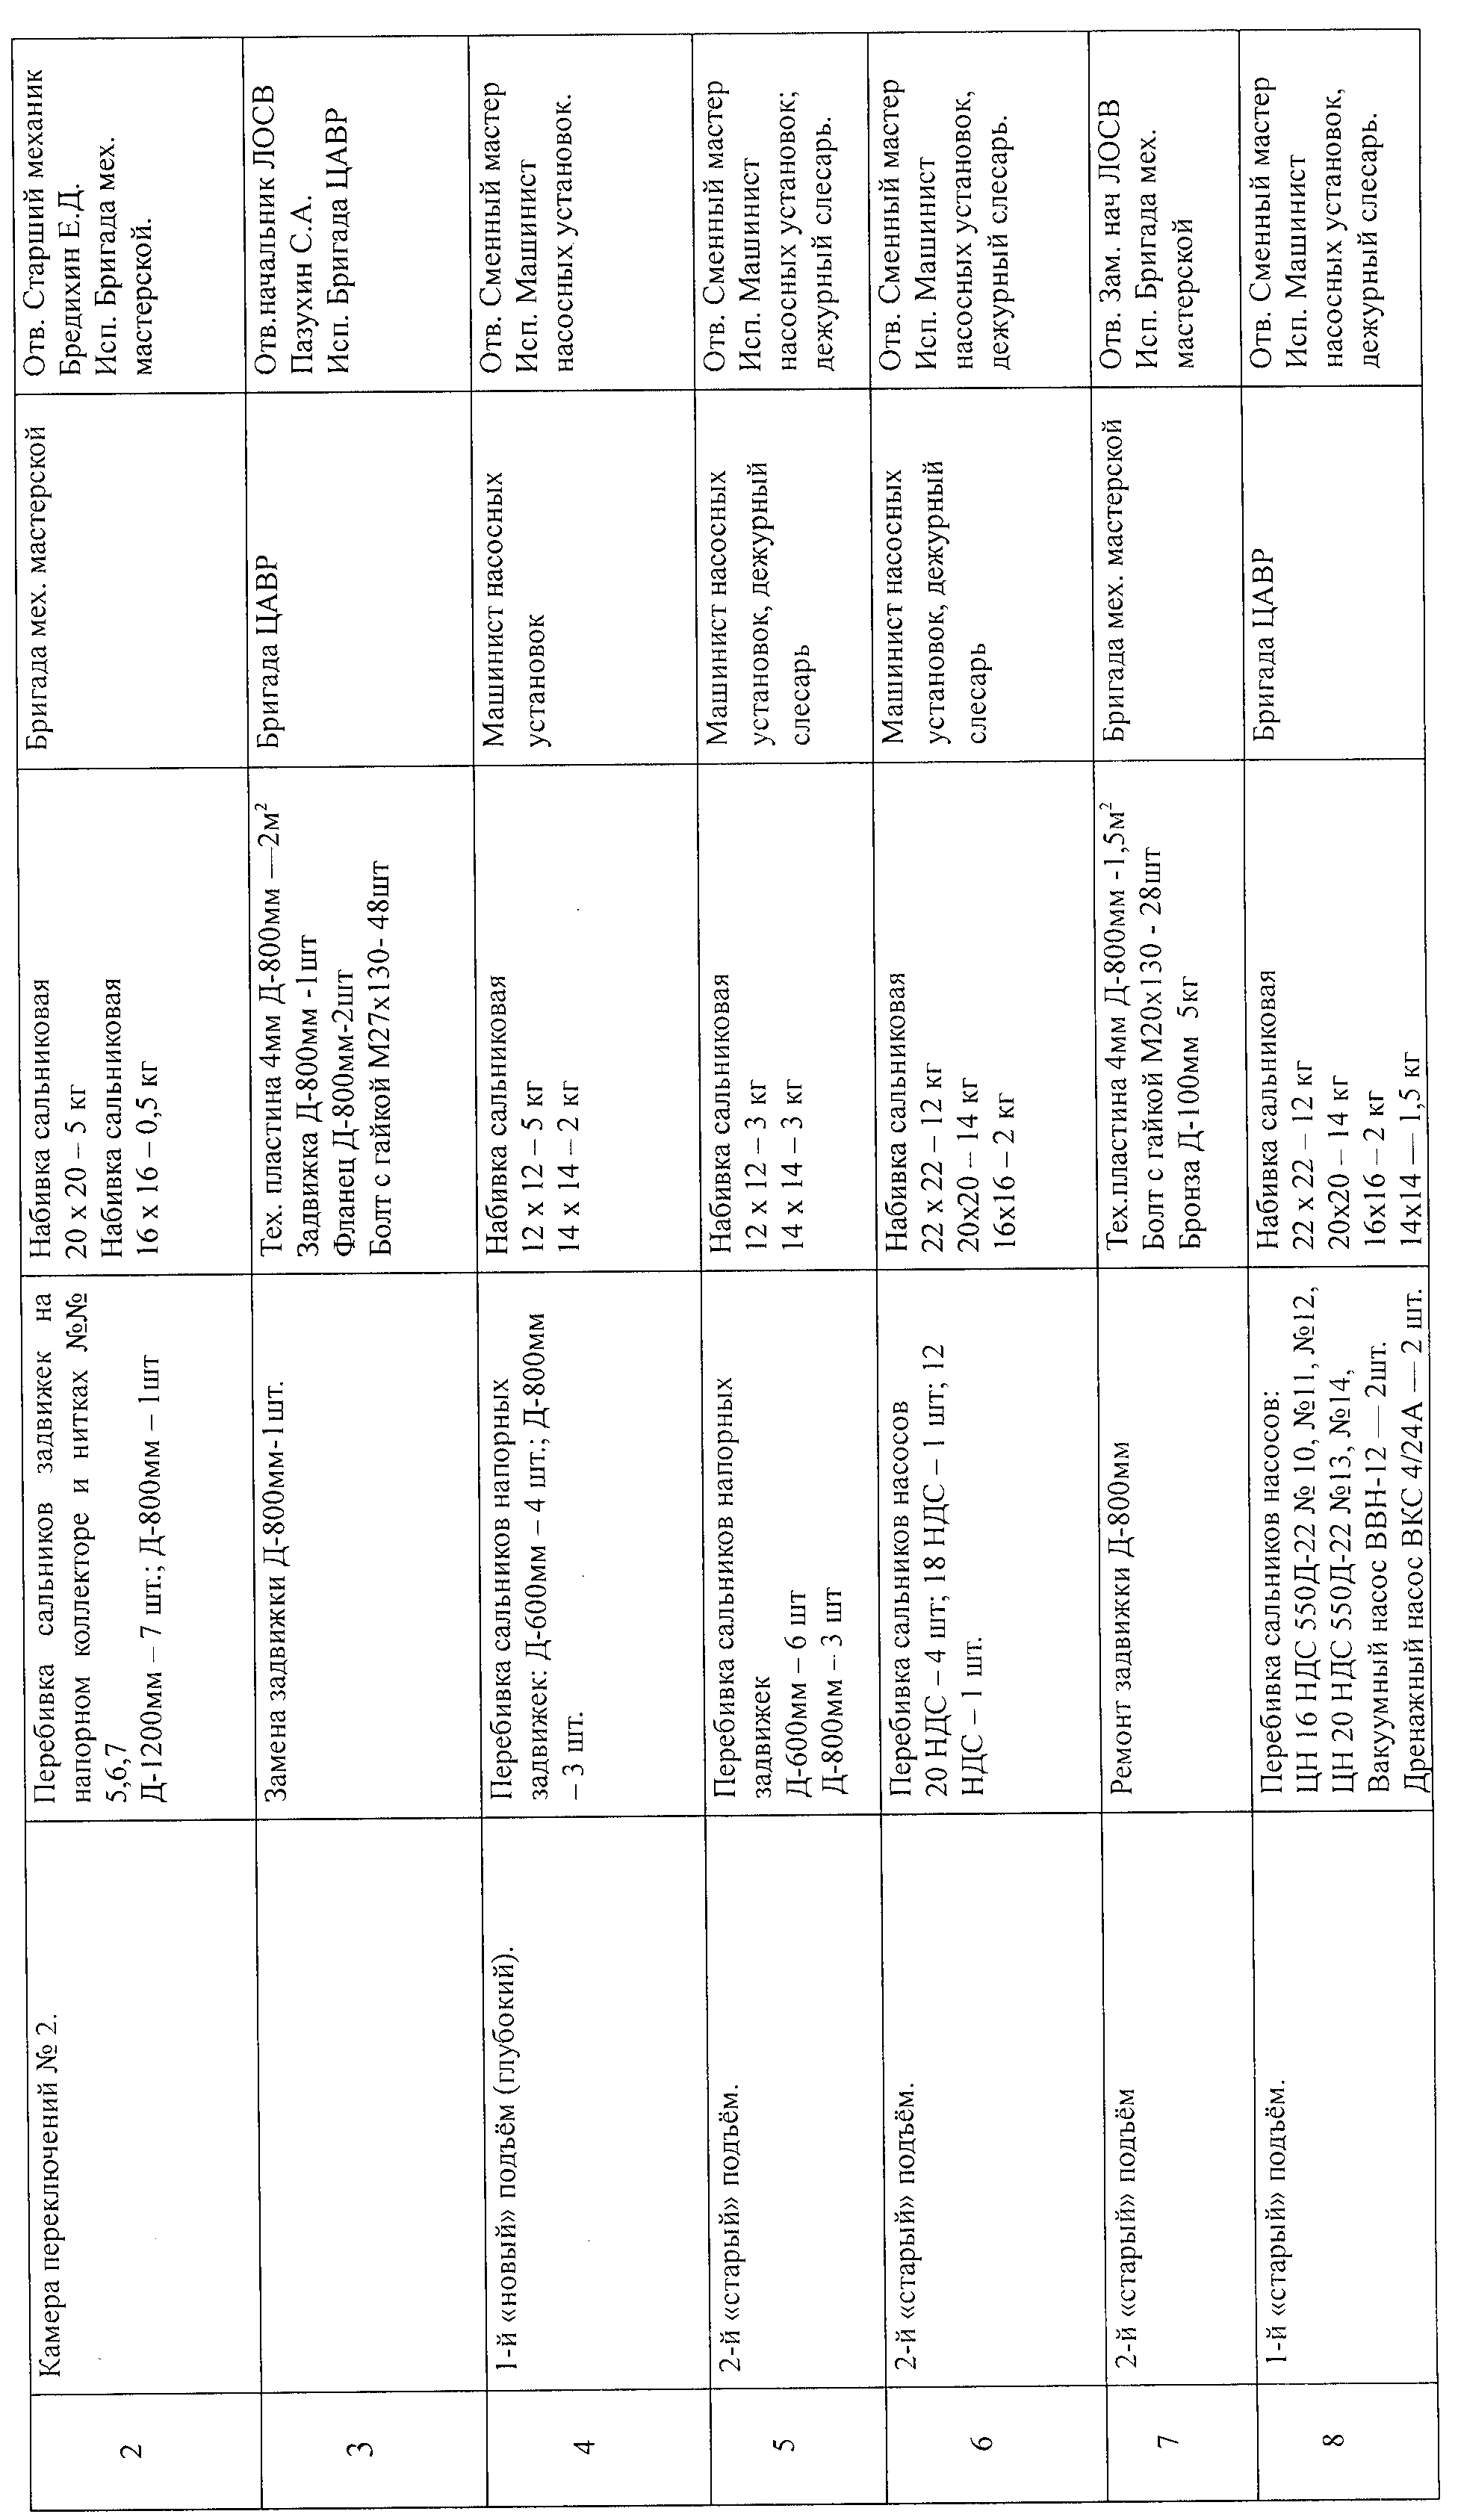 2
Камера переключений № 2.
Перебивка сальников задвижек на
напорном коллекторе и нитках №№
5,6,7
Д-1200мм – 7 шт.; Д-800мм – 1шт
Набивка сальниковая
20 х 20 – 5 кг
Набивка сальниковая
16 х 16 – 0,5 кг
Бригада мех. мастерской
Отв. Старший механик
Бредихин Е.Д.
Исп. Бригада мех.
мастерской.
3
Замена задвижки Д-800мм-1шт.
Тех. пластина 4мм Д-800мм —2м²
Задвижка Д-800мм -1шт
Фланец Д-800мм-2шт
Болт с гайкой М27х130- 48шт
Бригада ЦАВР
Отв.начальник ЛОСВ
Пазухин С.А.
Исп. Бригада ЦАВР
4
1-й «новый» подъём (глубокий).
Перебивка сальников напорных
задвижек: Д-600мм – 4 шт.; Д-800мм
– 3 шт.
Набивка сальниковая
12 х 12 – 5 кг
14 х 14 – 2 кг
Машинист насосных
установок
Отв. Сменный мастер
Исп. Машинист
насосных установок.
5
2-й «старый» подъём.
Перебивка сальников напорных
задвижек
Д-600мм – 6 шт
Д-800мм – 3 шт
Набивка сальниковая
12 х 12 – 3 кг
14 х 14 – 3 кг
Машинист насосных
установок, дежурный
слесарь
Отв. Сменный мастер
Исп. Машинист
насосных установок;
дежурный слесарь.
6
2-й «старый» подъём.
Перебивка сальников насосов
20 НДС – 4 шт; 18 НДС – 1 шт; 12
НДС – 1 шт.
Набивка сальниковая
22 х 22 – 12 кг
20х20 – 14 кг
16х16 – 2 кг
Машинист насосных
установок, дежурный
слесарь
Отв. Сменный мастер
Исп. Машинист
насосных установок,
дежурный слесарь.
7
2-й «старый» подъём
Ремонт задвижки Д-800мм
Тех.пластина 4мм Д-800мм -1,5м²
Болт с гайкой М20х130 - 28шт
Бронза Д-100мм 5кг
Бригада мех. мастерской
Отв. Зам. нач ЛОСВ
Исп. Бригада мех.
мастерской
8
1-й «старый» подъём.
Перебивка сальников насосов:
ЦН 16 НДС 550Д-22 № 10, №11, №12,
ЦН 20 НДС 550Д-22 №13, №14,
Вакуумный насос ВВН-12 — 2шт.
Дренажный насос ВКС 4/24А — 2 шт.
Набивка сальниковая
22 х 22 – 12 кг
20х20 – 14 кг
16х16 – 2 кг
14х14 — 1,5 кг
Бригада ЦАВР
Отв. Сменный мастер
Исп. Машинист
насосных установок,
дежурный слесарь.